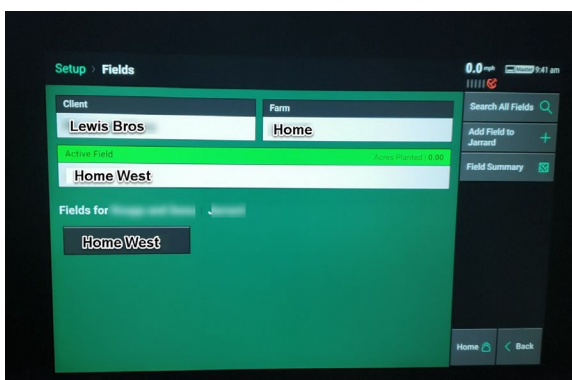 Setup > Fields
0.0 mph 9:41 am
Client
Farm
Lewis Bros
Home
Active Field
Acres Planted | 0.00
Home West
Fields for Jarrard
Home West
Search All Fields
Add Field to
Jarrard
Field Summary
Home
< Back